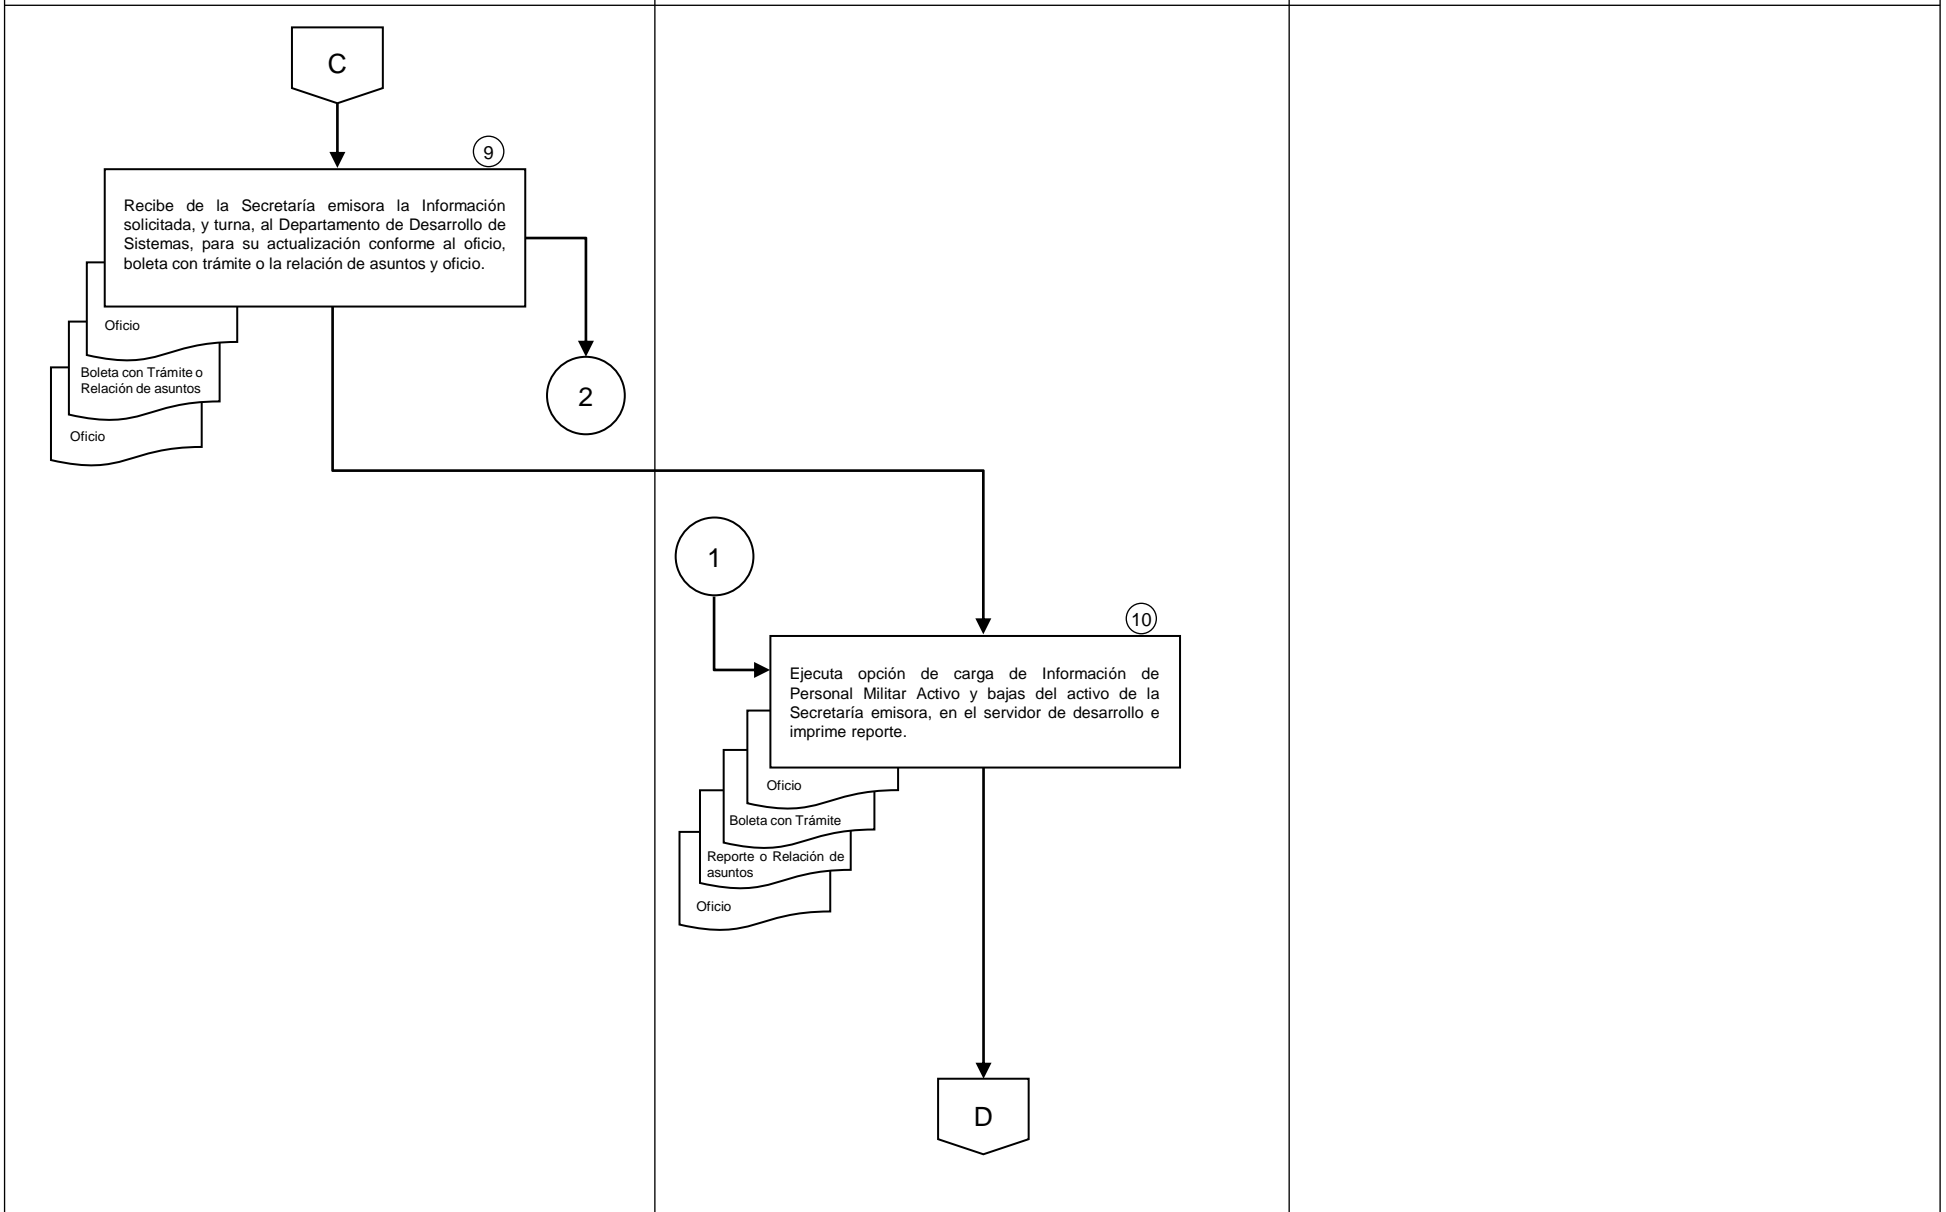 C
9
Recibe de la Secretaría emisora la Información
solicitada, y turna, al Departamento de Desarrollo de
Sistemas, para su actualización conforme al oficio,
boleta con trámite o la relación de asuntos y oficio.
Oficio
Boleta con Trámite o
Relación de asuntos
Oficio
2
1
10
Ejecuta opción de carga de Información de
Personal Militar Activo y bajas del activo de la
Secretaría emisora, en el servidor de desarrollo e
imprime reporte.
Oficio
Boleta con Trámite
Reporte o Relación de
asuntos
Oficio
D